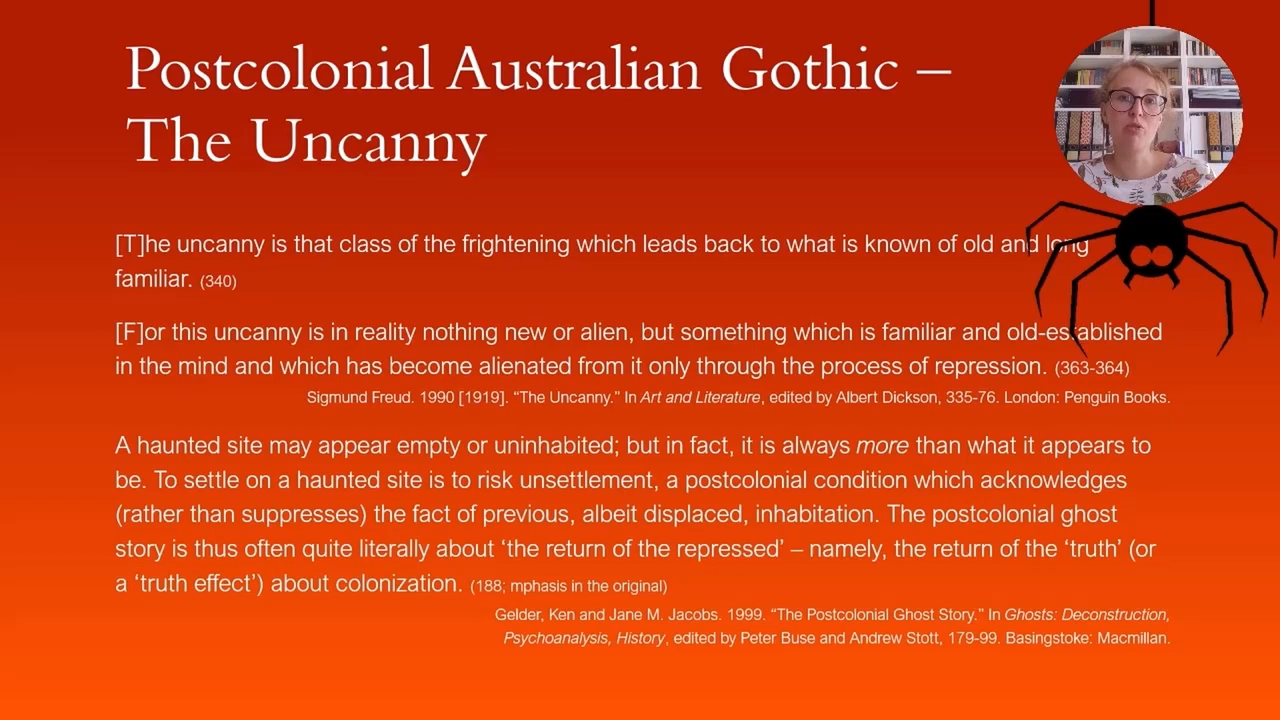 Postcolonial Australian Gothic –
The Uncanny
[T]he uncanny is that class of the frightening which leads back to what is known of old and long
familiar. (340)
[F]or this uncanny is in reality nothing new or alien, but something which is familiar and old-established
in the mind and which has become alienated from it only through the process of repression. (363-364)
Sigmund Freud. 1990 [1919]. “The Uncanny.” In Art and Literature, edited by Albert Dickson, 335-76. London: Penguin Books.
A haunted site may appear empty or uninhabited; but in fact, it is always more than what it appears to
be. To settle on a haunted site is to risk unsettlement, a postcolonial condition which acknowledges
(rather than suppresses) the fact of previous, albeit displaced, inhabitation. The postcolonial ghost
story is thus often quite literally about ‘the return of the repressed’ – namely, the return of the ‘truth’ (or
a ‘truth effect’) about colonization. (188; mphasis in the original)
Gelder, Ken and Jane M. Jacobs. 1999. “The Postcolonial Ghost Story.” In Ghosts: Deconstruction,
Psychoanalysis, History, edited by Peter Buse and Andrew Stott, 179-99. Basingstoke: Macmillan.